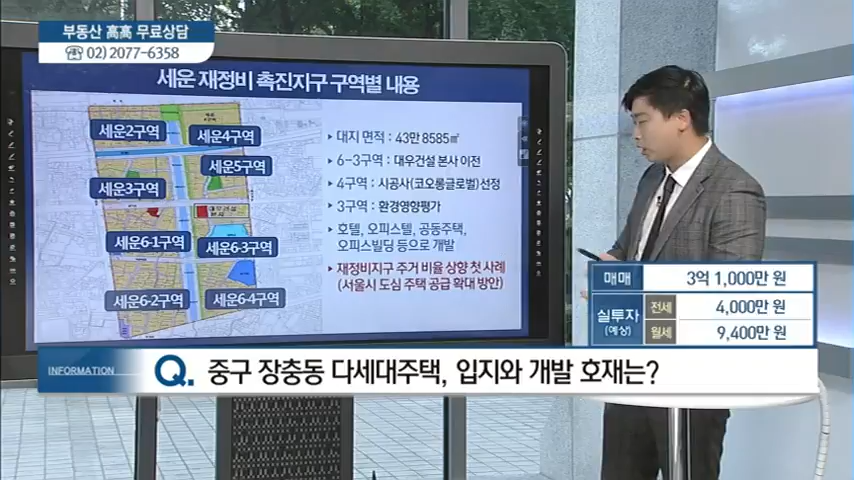 부동산 高高 무료상담
☎ 02) 2077-6358
세운 재정비 촉진지구 구역별 내용
세운2구역
세운4구역
세운5구역
세운3구역
세운6-1구역
세운6-3구역
세운6-2구역
세운6-4구역
▸ 대지 면적 : 43만 8585㎡
▸ 6-3구역 : 대우건설 본사 이전
▸ 4구역 : 시공사(코오롱글로벌)선정
▸ 3구역 : 환경영향평가
▸ 호텔, 오피스텔, 공동주택,
오피스빌딩 등으로 개발
▸ 재정비지구 주거 비율 상향 첫 사례
(서울시 도심 주택 공급 확대 방안)
매매 3억 1,000만 원
실투자 (예상) 전세 4,000만 원
월세 9,400만 원
INFORMATION
Q. 중구 장충동 다세대주택, 입지와 개발 호재는?